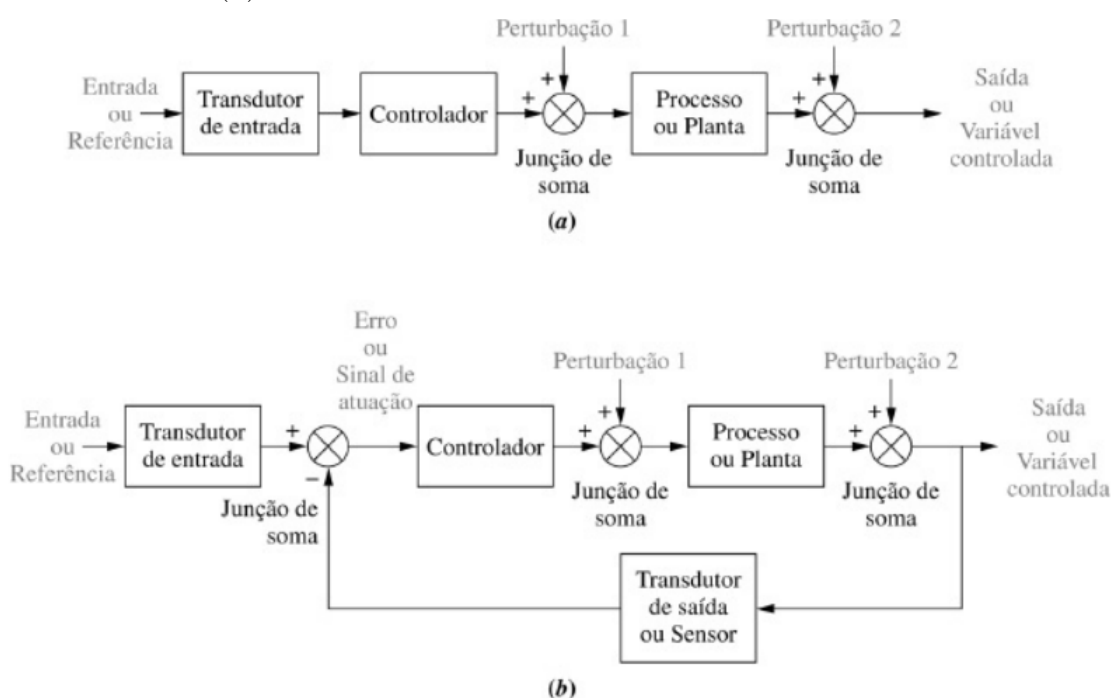 Perturbação 1
Perturbação 2
Entrada
ou
Referência
Transdutor
de entrada
Controlador
+
+
Junção de
soma
Processo
ou Planta
+
+
Junção de
soma
Saída
ou
Variável
controlada
(a)
Erro
ou
Sinal de
atuação
Perturbação 1
Perturbação 2
Entrada
ou
Referência
Transdutor
de entrada
+
−
Junção de
soma
Controlador
+
+
Junção de
soma
Processo
ou Planta
+
+
Junção de
soma
Saída
ou
Variável
controlada
Transdutor
de saída
ou Sensor
(b)